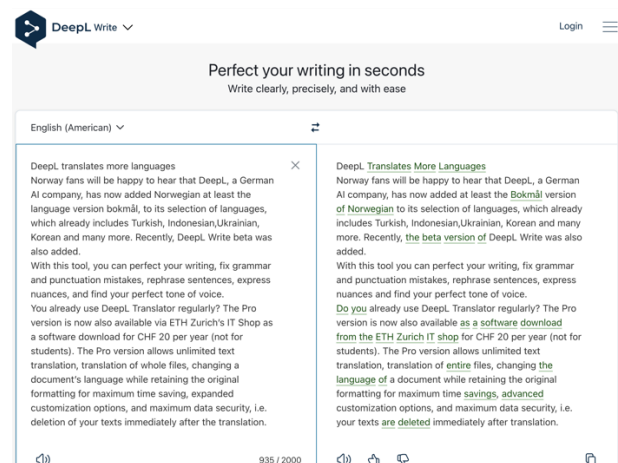 DeepL Write
Login
Perfect your writing in seconds
Write clearly, precisely, and with ease
English (American)
DeepL translates more languages
Norway fans will be happy to hear that DeepL, a German
AI company, has now added Norwegian at least the
language version bokmål, to its selection of languages,
which already includes Turkish, Indonesian,Ukrainian,
Korean and many more. Recently, DeepL Write beta was
also added.
With this tool, you can perfect your writing, fix grammar
and punctuation mistakes, rephrase sentences, express
nuances, and find your perfect tone of voice.
You already use DeepL Translator regularly? The Pro
version is now also available via ETH Zurich's IT Shop as
a software download for CHF 20 per year (not for
students). The Pro version allows unlimited text
translation, translation of whole files, changing a
document's language while retaining the original
formatting for maximum time saving, expanded
customization options, and maximum data security, i.e.
deletion of your texts immediately after the translation.
935 / 2000
DeepL Translates More Languages
Norway fans will be happy to hear that DeepL, a German
AI company, has now added at least the Bokmål version
of Norwegian to its selection of languages, which already
includes Turkish, Indonesian,Ukrainian, Korean and many
more. Recently, the beta version of DeepL Write was also
added.
With this tool you can perfect your writing, fix grammar
and punctuation mistakes, rephrase sentences, express
nuances, and find your perfect tone of voice.
Do you already use DeepL Translator regularly? The Pro
version is now also available as a software download
from the ETH Zurich IT shop for CHF 20 per year (not for
students). The Pro version allows unlimited text
translation, translation of entire files, changing the
language of a document while retaining the original
formatting for maximum time savings, advanced
customization options, and maximum data security, i.e.
your texts are deleted immediately after translation.